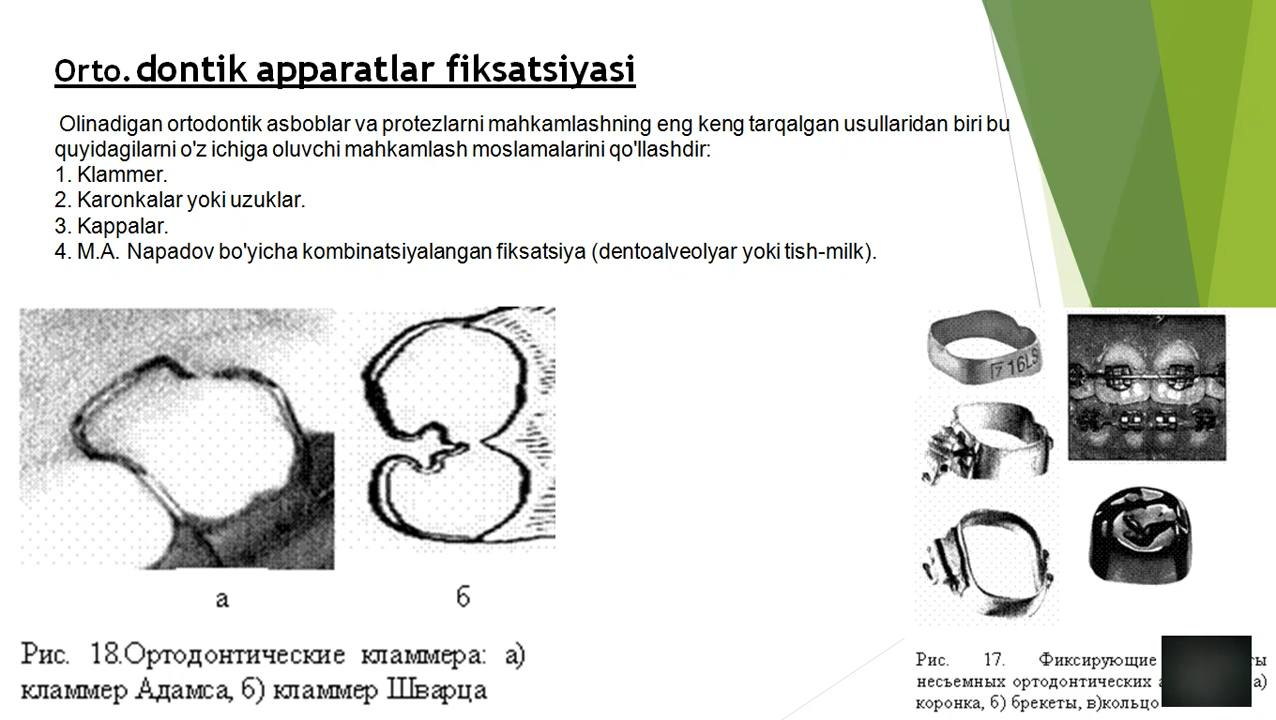 Orto. dontik apparatlar fiksatsiyasi
Olinadigan ortodontik asboblar va protezlarni mahkamlashning eng keng tarqalgan usullaridan biri bu
quyidagilarni o'z ichiga oluvchi mahkamlash moslamalarini qo'llashdir:
1. Klammer.
2. Karonkalar yoki uzuklar.
3. Kappalar.
4. M.A. Napadov bo'yicha kombinatsiyalangan fiksatsiya (dentoalveolyar yoki tish-milk).
16LS
а
б
Рис. 18.Ортодонтические кламмера: а)
кламмер Адамса, б) кламмер Шварца
Рис. 17. Фиксирующие
несъемных ортодонтических а)
коронка, б) брекеты, в)кольцо